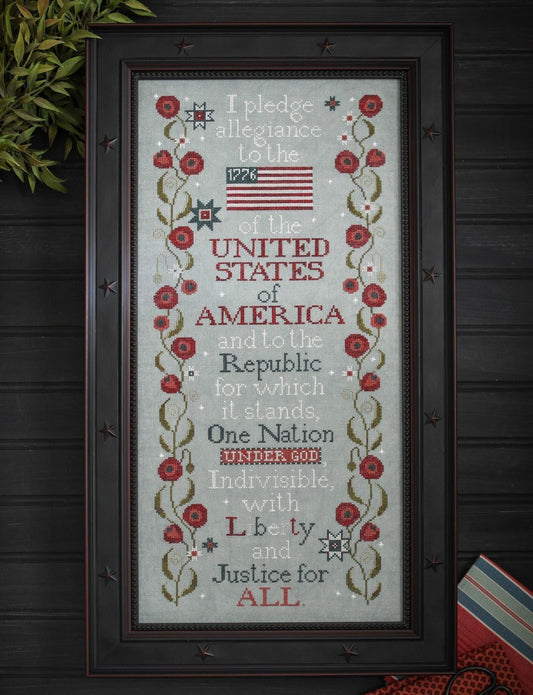 I pledge
allegiance
to the
1776
of the
UNITED
STATES
of
AMERICA
and to the
Republic
for which
it stands,
One Nation
UNDER GOD,
Indivisible,
with
Liberty
and
Justice for
ALL.